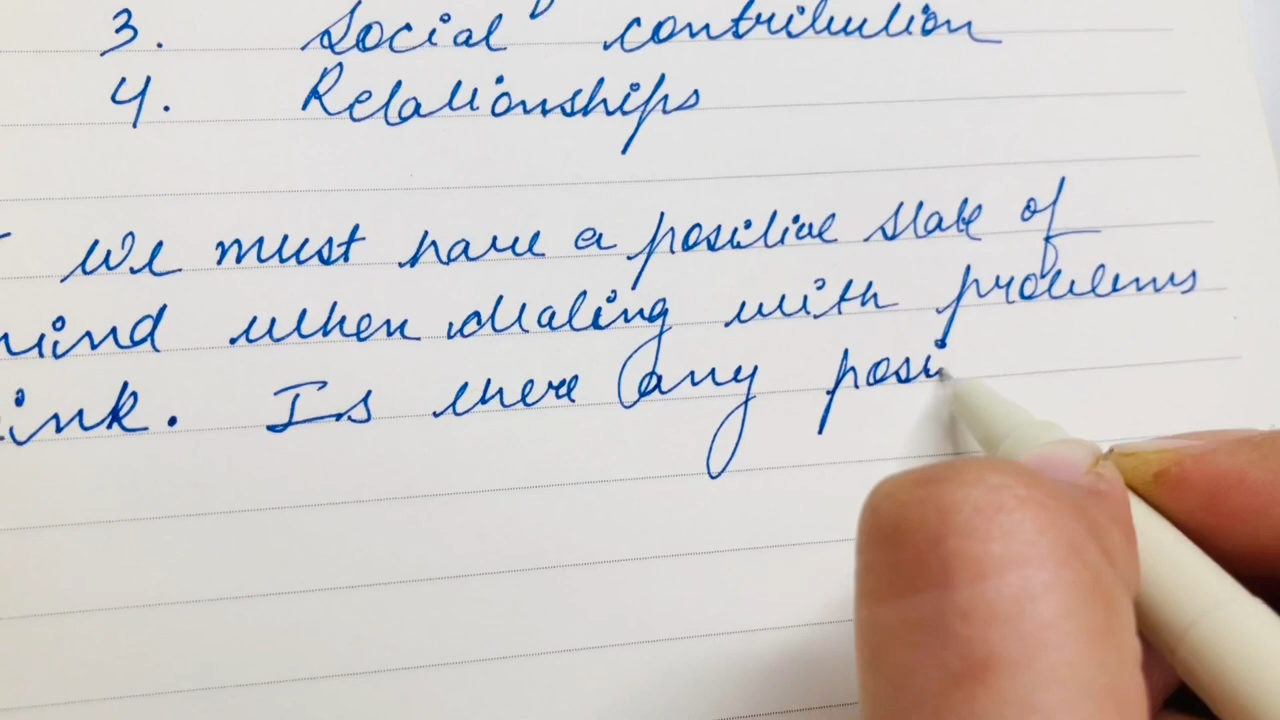 3. Social contribution
4. Relationships
We must have a positive state of
mind when dealing with problems
ink. Is there any posi